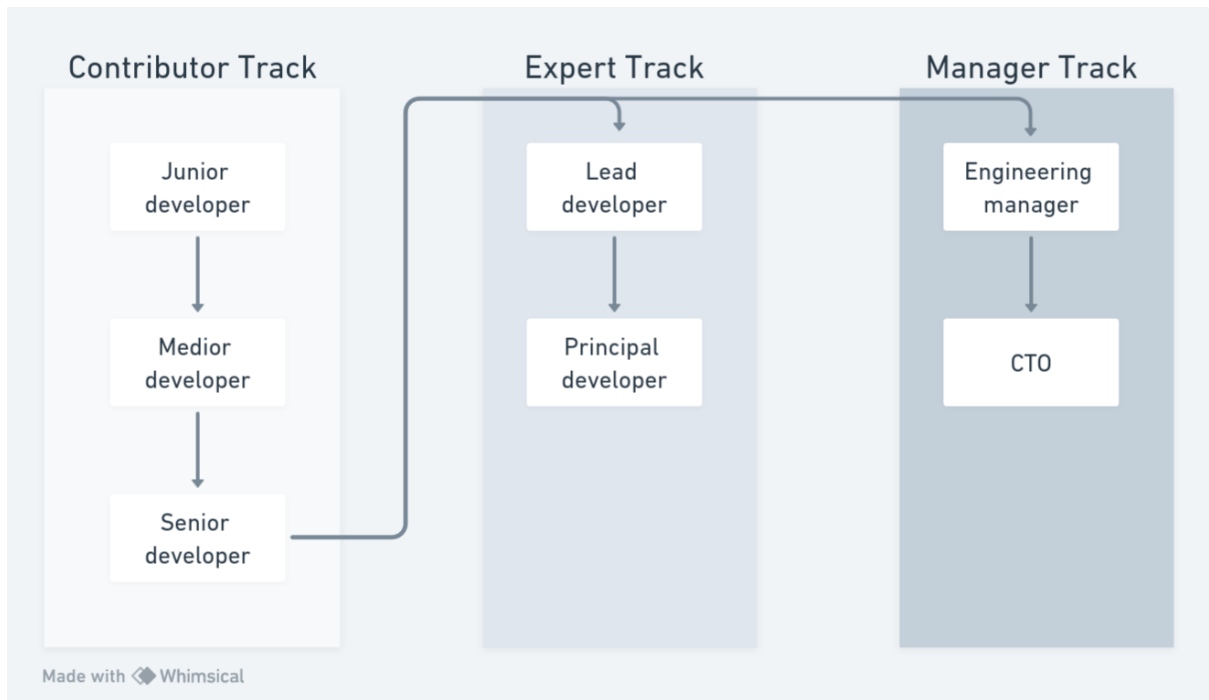 Contributor Track
Junior
developer
Medior
developer
Senior
developer
Expert Track
Lead
developer
Principal
developer
Manager Track
Engineering
manager
CTO
Made with Whimsical